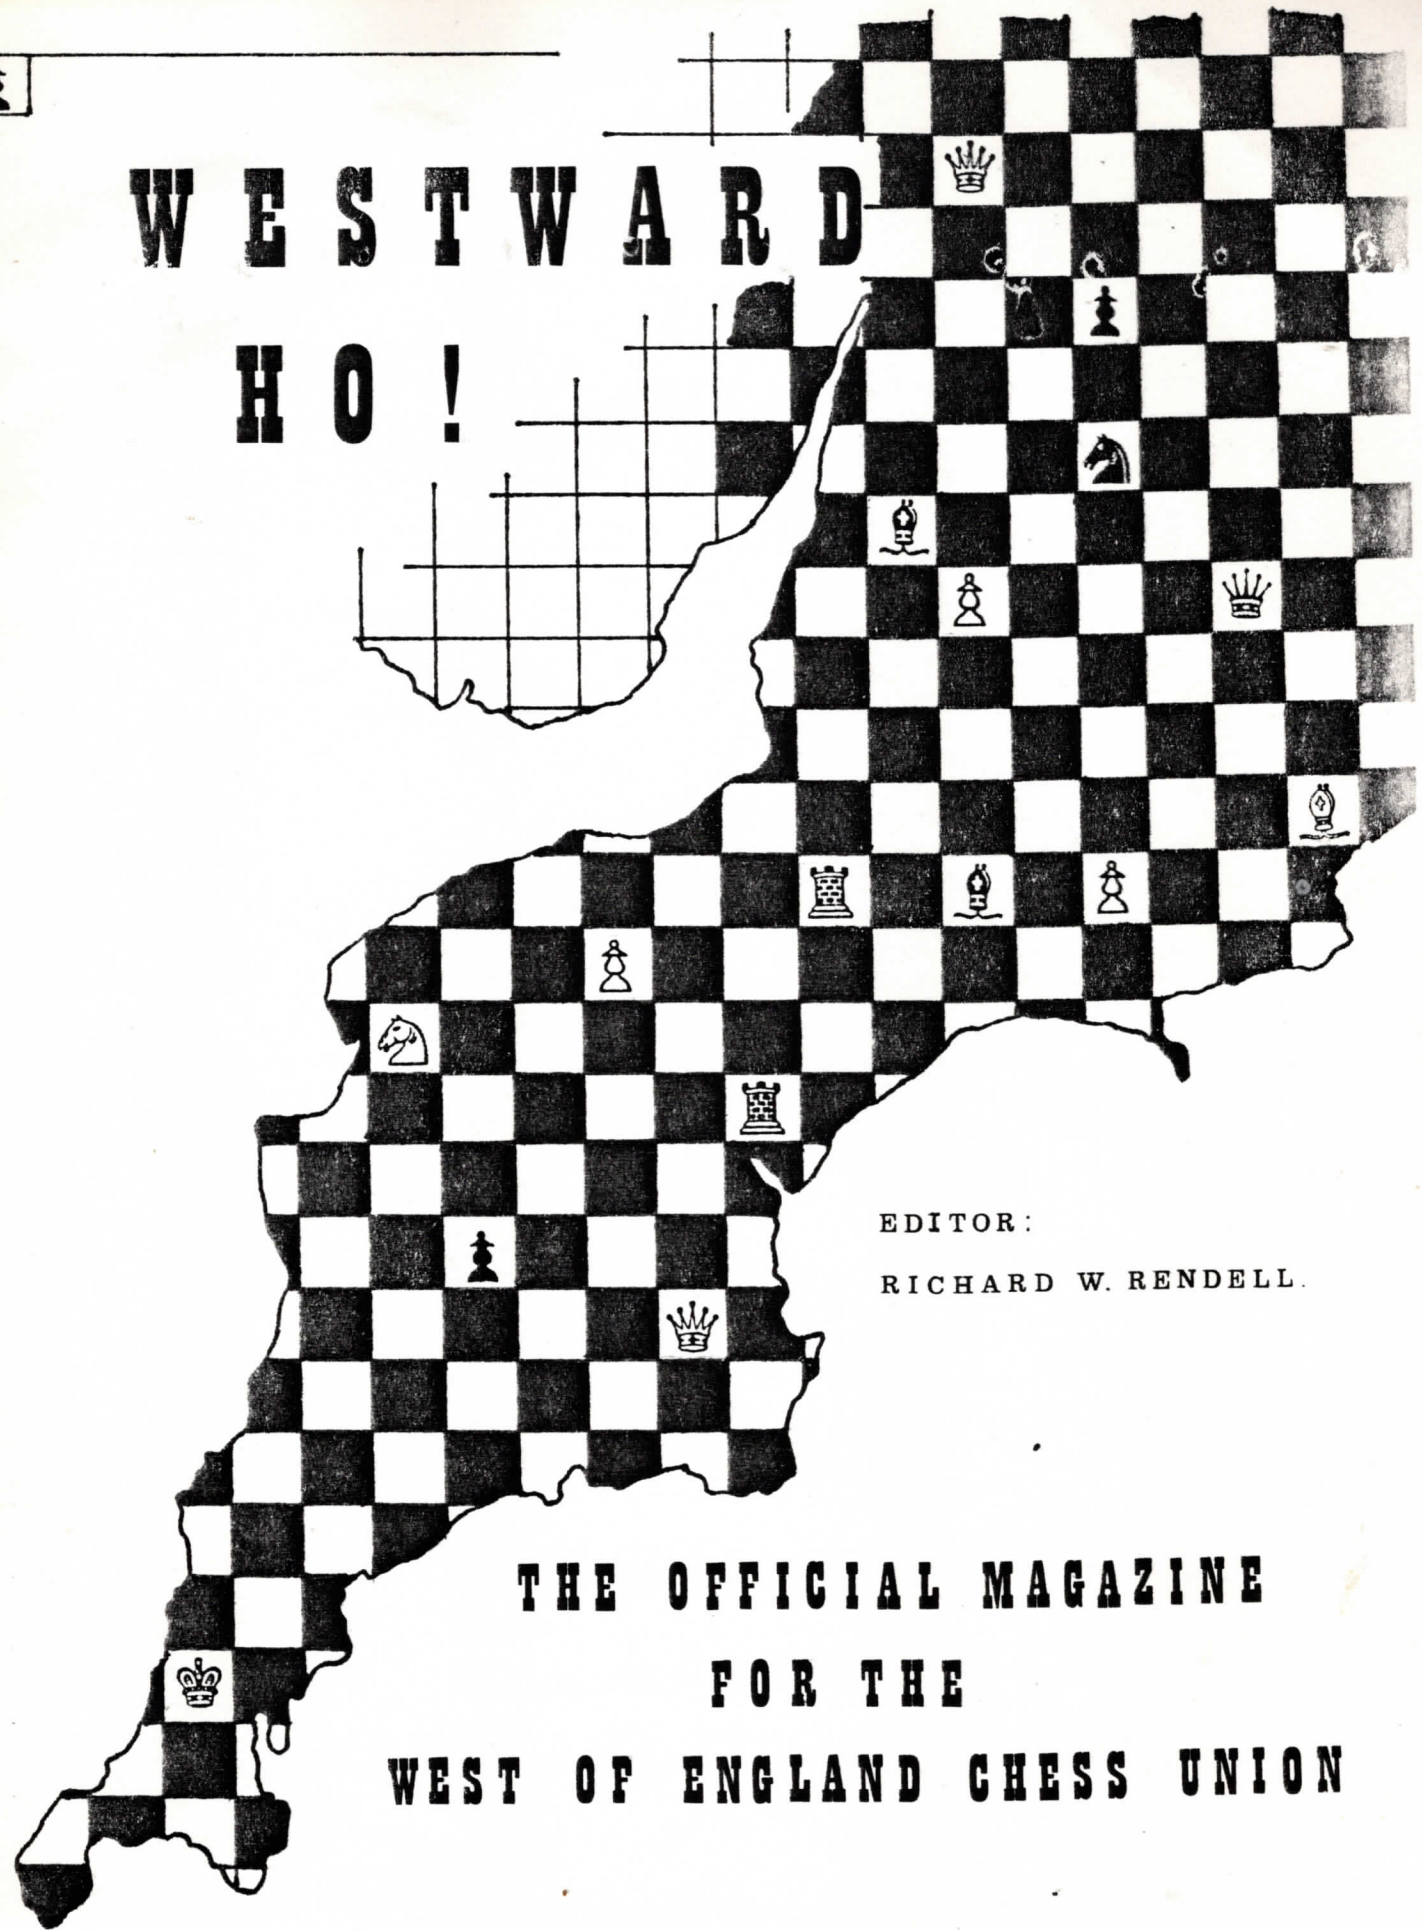 WESTWARD
HO!
EDITOR:
RICHARD W. RENDELL.
THE OFFICIAL MAGAZINE
FOR THE
WEST OF ENGLAND CHESS UNION